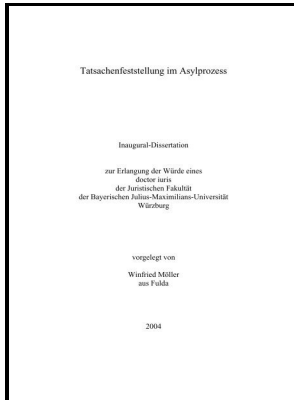 Tatsachenfeststellung im Asylprozess
Inaugural-Dissertation
zur Erlangung der Würde eines
doctor iuris
der Juristischen Fakultät
der Bayerischen Julius-Maximilians-Universität
Würzburg
vorgelegt von
Winfried Möller
aus Fulda
2004